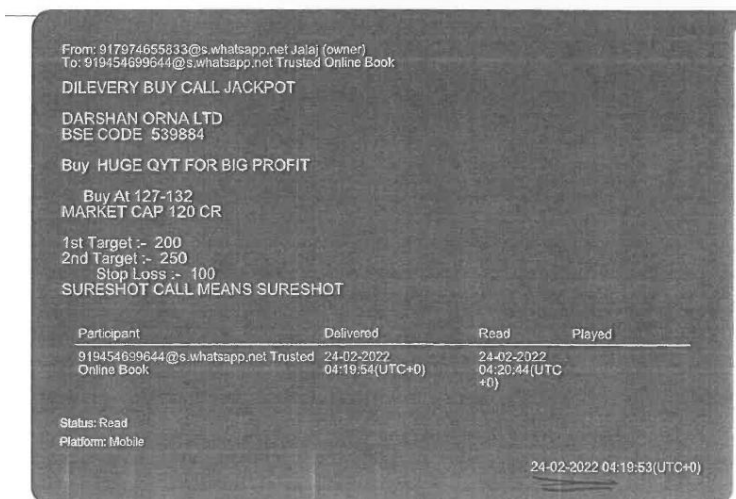 From: 917974655833@s.whatsapp.net Jalaj (owner)
To: 919454699644@s.whatsapp.net Trusted Online Book
DILEVERY BUY CALL JACKPOT
DARSHAN ORNA LTD
BSE CODE 539884
Buy HUGE QYT FOR BIG PROFIT
Buy At 127-132
MARKET CAP 120 CR
1st Target :- 200
2nd Target :- 250
Stop Loss :- 100
SURESHOT CALL MEANS SURESHOT
Participant Delivered Read Played
919454699644@s.whatsapp.net Trusted 24-02-2022 24-02-2022
Online Book 04:19:54(UTC+0) 04:20:44(UTC
+0)
Status: Read
Platform: Mobile
24-02-2022 04:19:53(UTC+0)